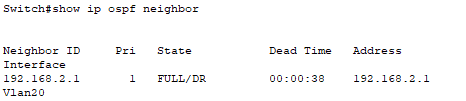 Switch#show ip ospf neighbor
Neighbor ID Pri State Dead Time Address
Interface
192.168.2.1 1 FULL/DR 00:00:38 192.168.2.1
Vlan20